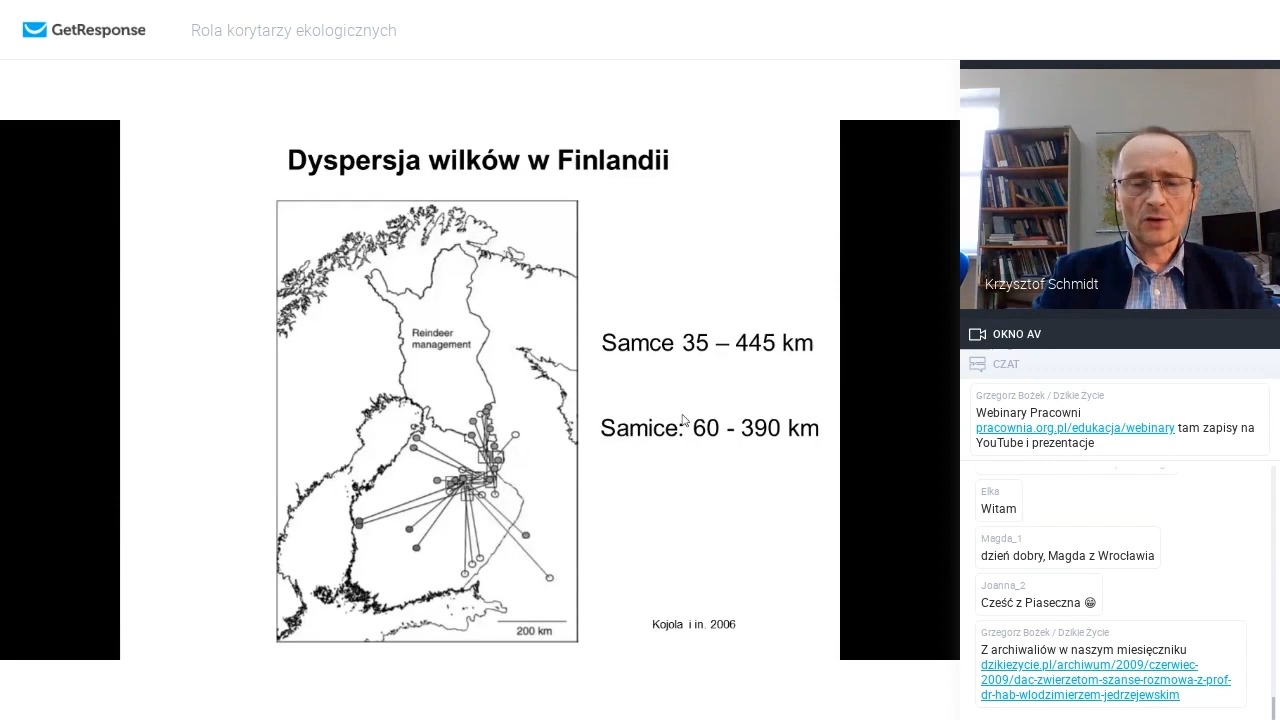 GetResponse
Rola korytarzy ekologicznych
Dyspersja wilków w Finlandii
Reindeer
management
200 km
Samce 35 – 445 km
Samice: 60 - 390 km
Kojola i in. 2006
Krzysztof Schmidt
OKNO AV
CZAT
Grzegorz Bożek / Dzikie Życie
Webinary Pracowni
pracownia.org.pl/edukacja/webinary tam zapisy na
YouTube i prezentacje
Elka
Witam
Magda_1
dzień dobry, Magda z Wrocławia
Joanna_2
Cześć z Piaseczna 😀
Grzegorz Bożek / Dzikie Życie
Z archiwaliów w naszym miesięczniku
dzikiezycie.pl/archiwum/2009/czerwiec-
2009/dac-zwierzetom-szanse-rozmowa-z-prof-
dr-hab-wlodzimierzem-jedrzejewskim